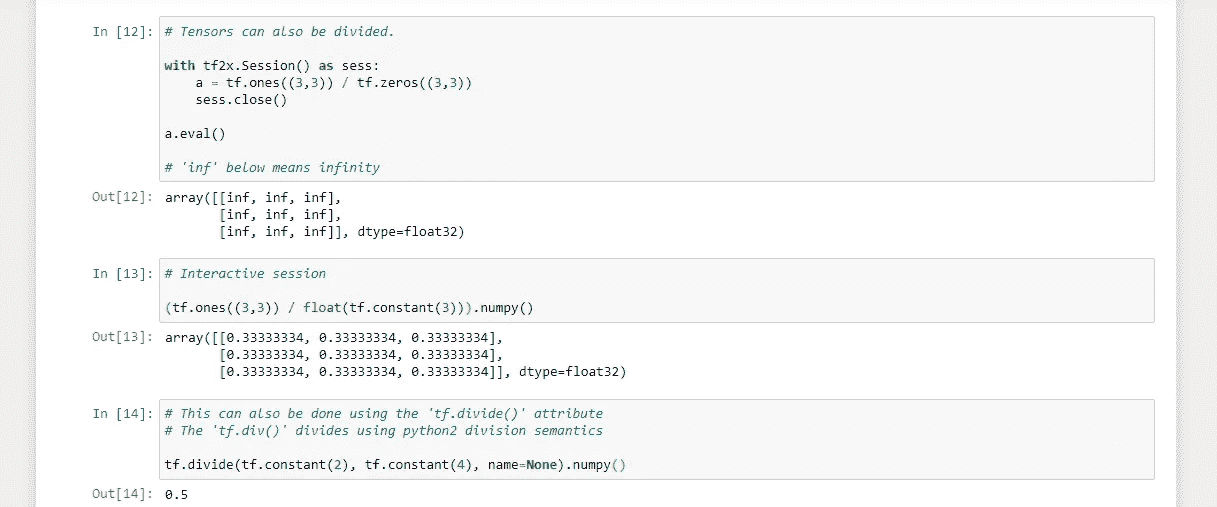 In [12]: # Tensors can also be divided.
with tf2x.Session() as sess:
    a = tf.ones((3,3)) / tf.zeros((3,3))
    sess.close()
a.eval()
# 'inf' below means infinity
Out[12]: array([[inf, inf, inf],
       [inf, inf, inf],
       [inf, inf, inf]], dtype=float32)
In [13]: # Interactive session
(tf.ones((3,3)) / float(tf.constant(3))).numpy()
Out[13]: array([[0.33333334, 0.33333334, 0.33333334],
       [0.33333334, 0.33333334, 0.33333334],
       [0.33333334, 0.33333334, 0.33333334]], dtype=float32)
In [14]: # This can also be done using the 'tf.divide()' attribute
# The 'tf.div()' divides using python2 division semantics
tf.divide(tf.constant(2), tf.constant(4), name=None).numpy()
Out[14]: 0.5